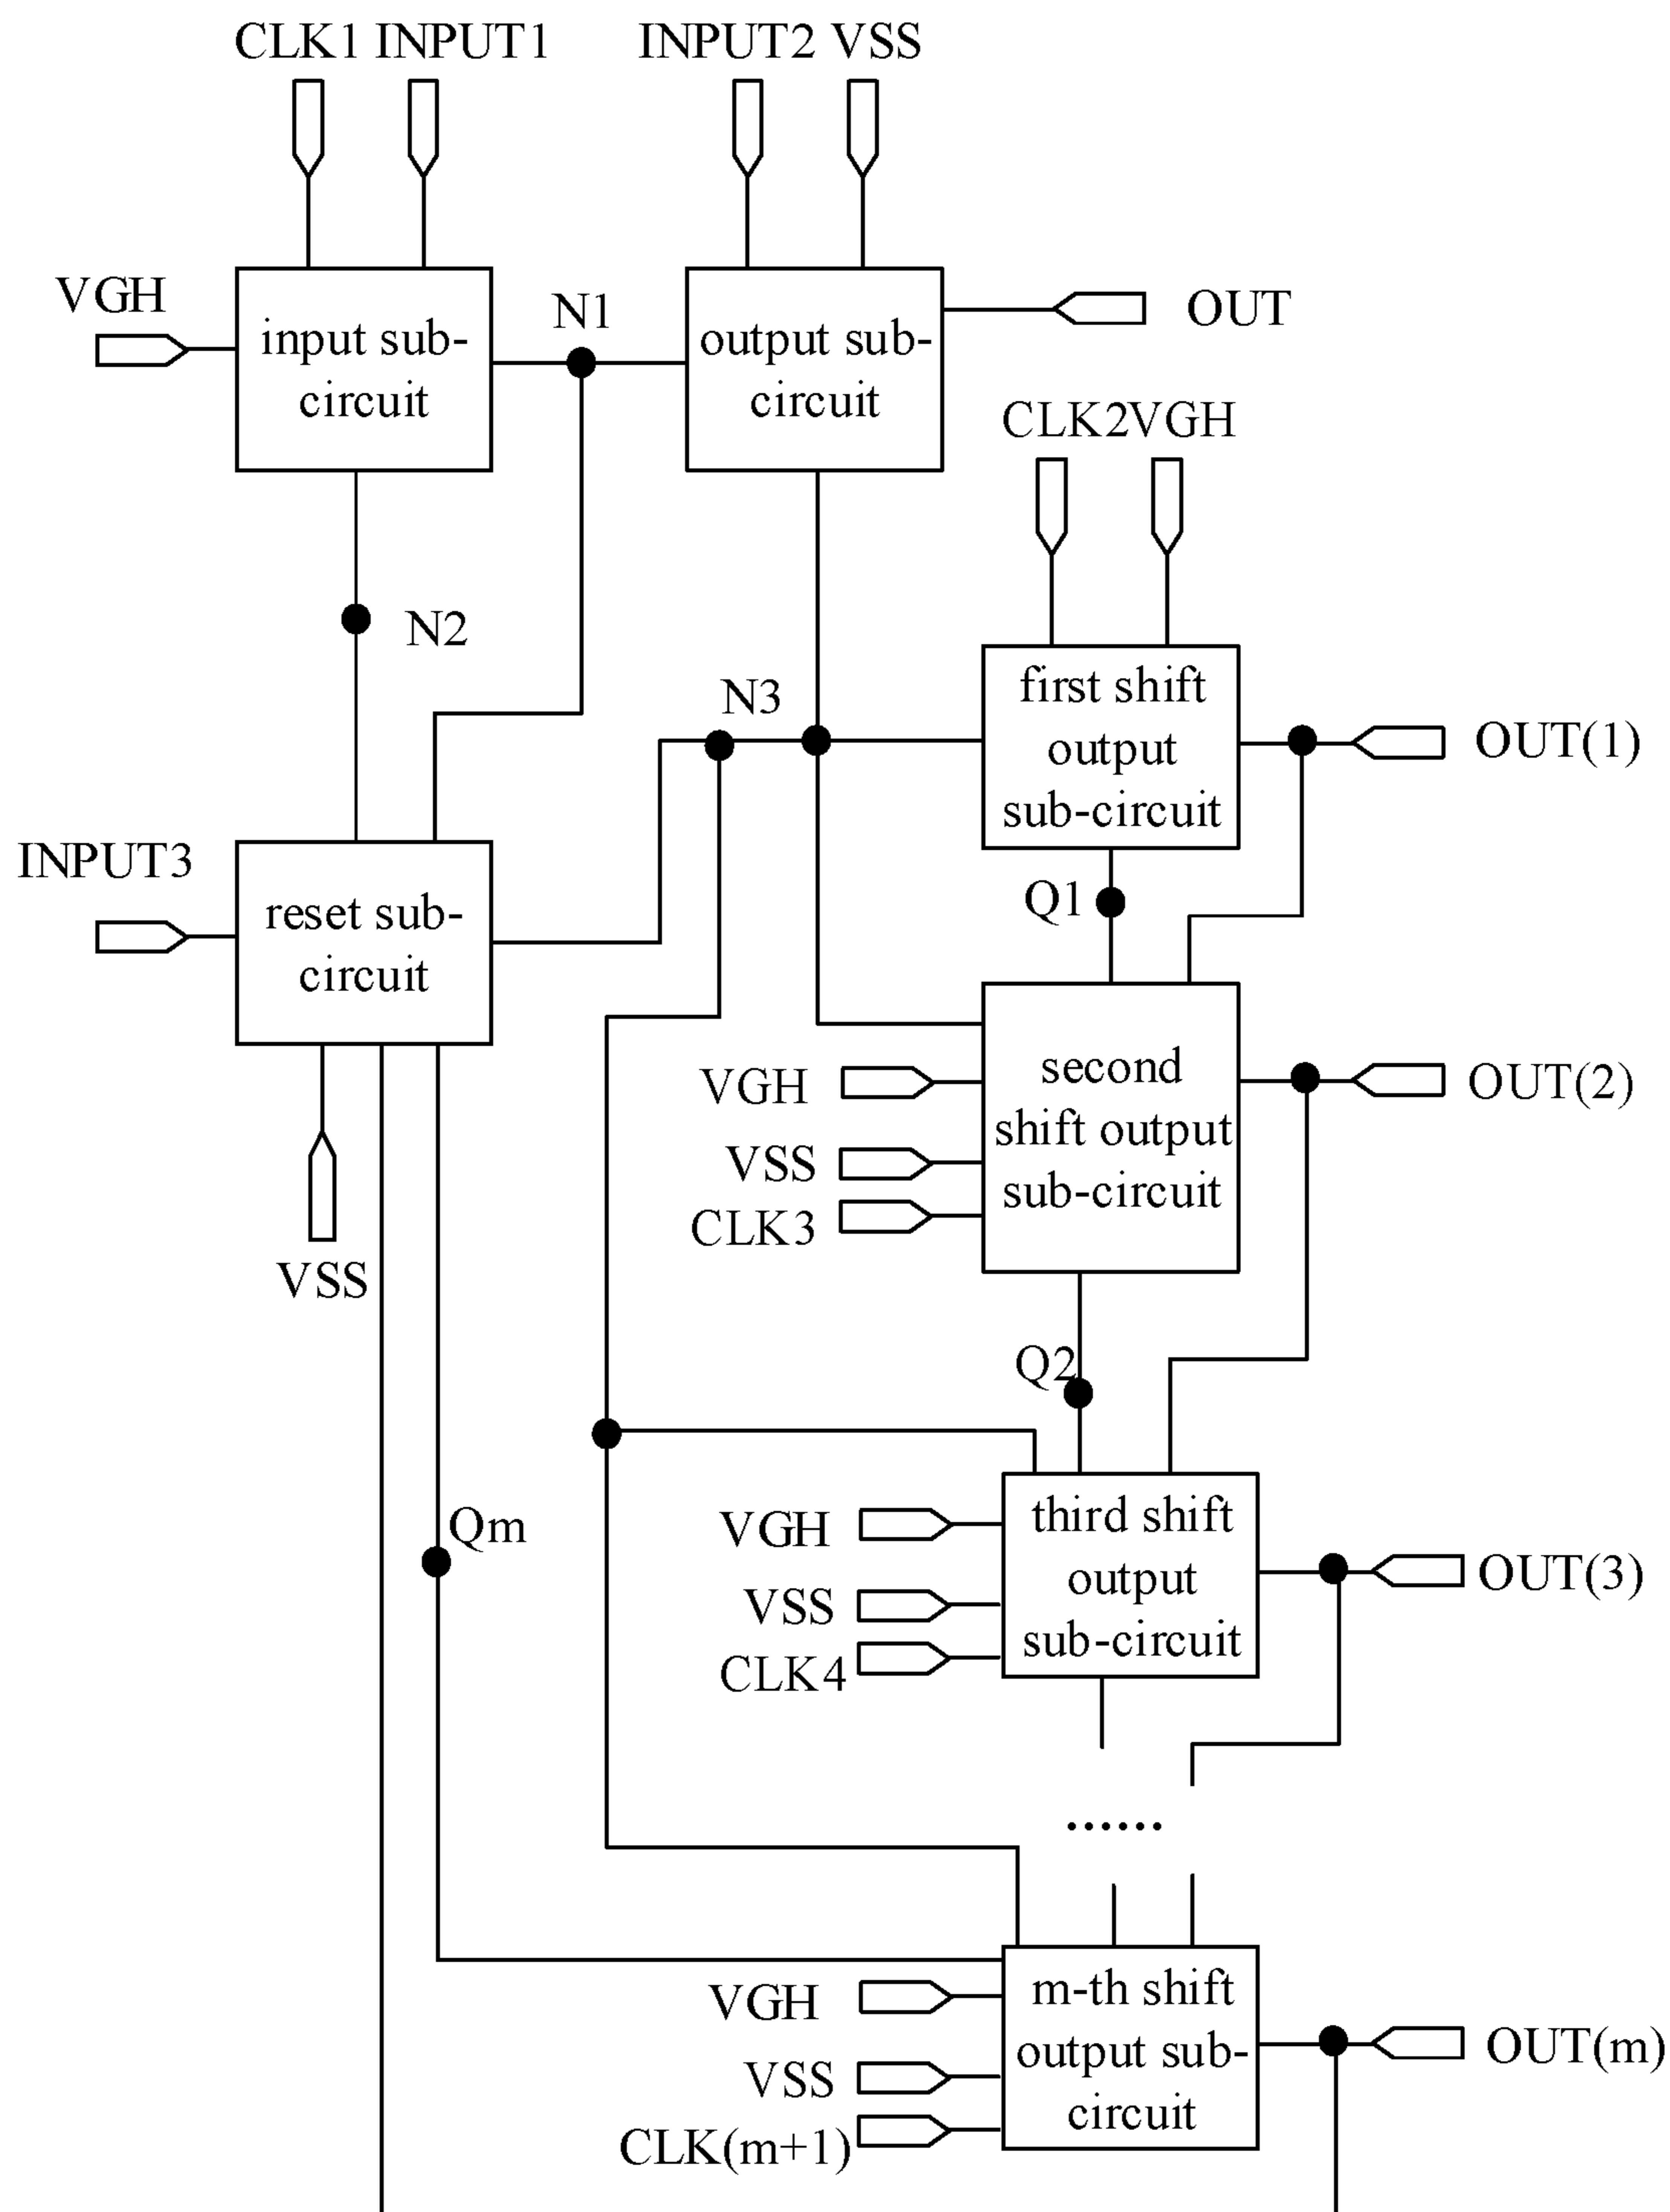 CLK1 INPUT1 INPUT2 VSS
VGH
input sub-
circuit
N1
output sub-
circuit
OUT
CLK2VGH
N2
N3
first shift
output
sub-circuit
OUT(1)
INPUT3
reset sub-
circuit
Q1
VSS
second
shift output
sub-circuit
VGH
VSS
CLK3
OUT(2)
Q2
Qm
third shift
output
sub-circuit
VGH
VSS
CLK4
OUT(3)
......
m-th shift
output sub-
circuit
VGH
VSS
CLK(m+1)
OUT(m)